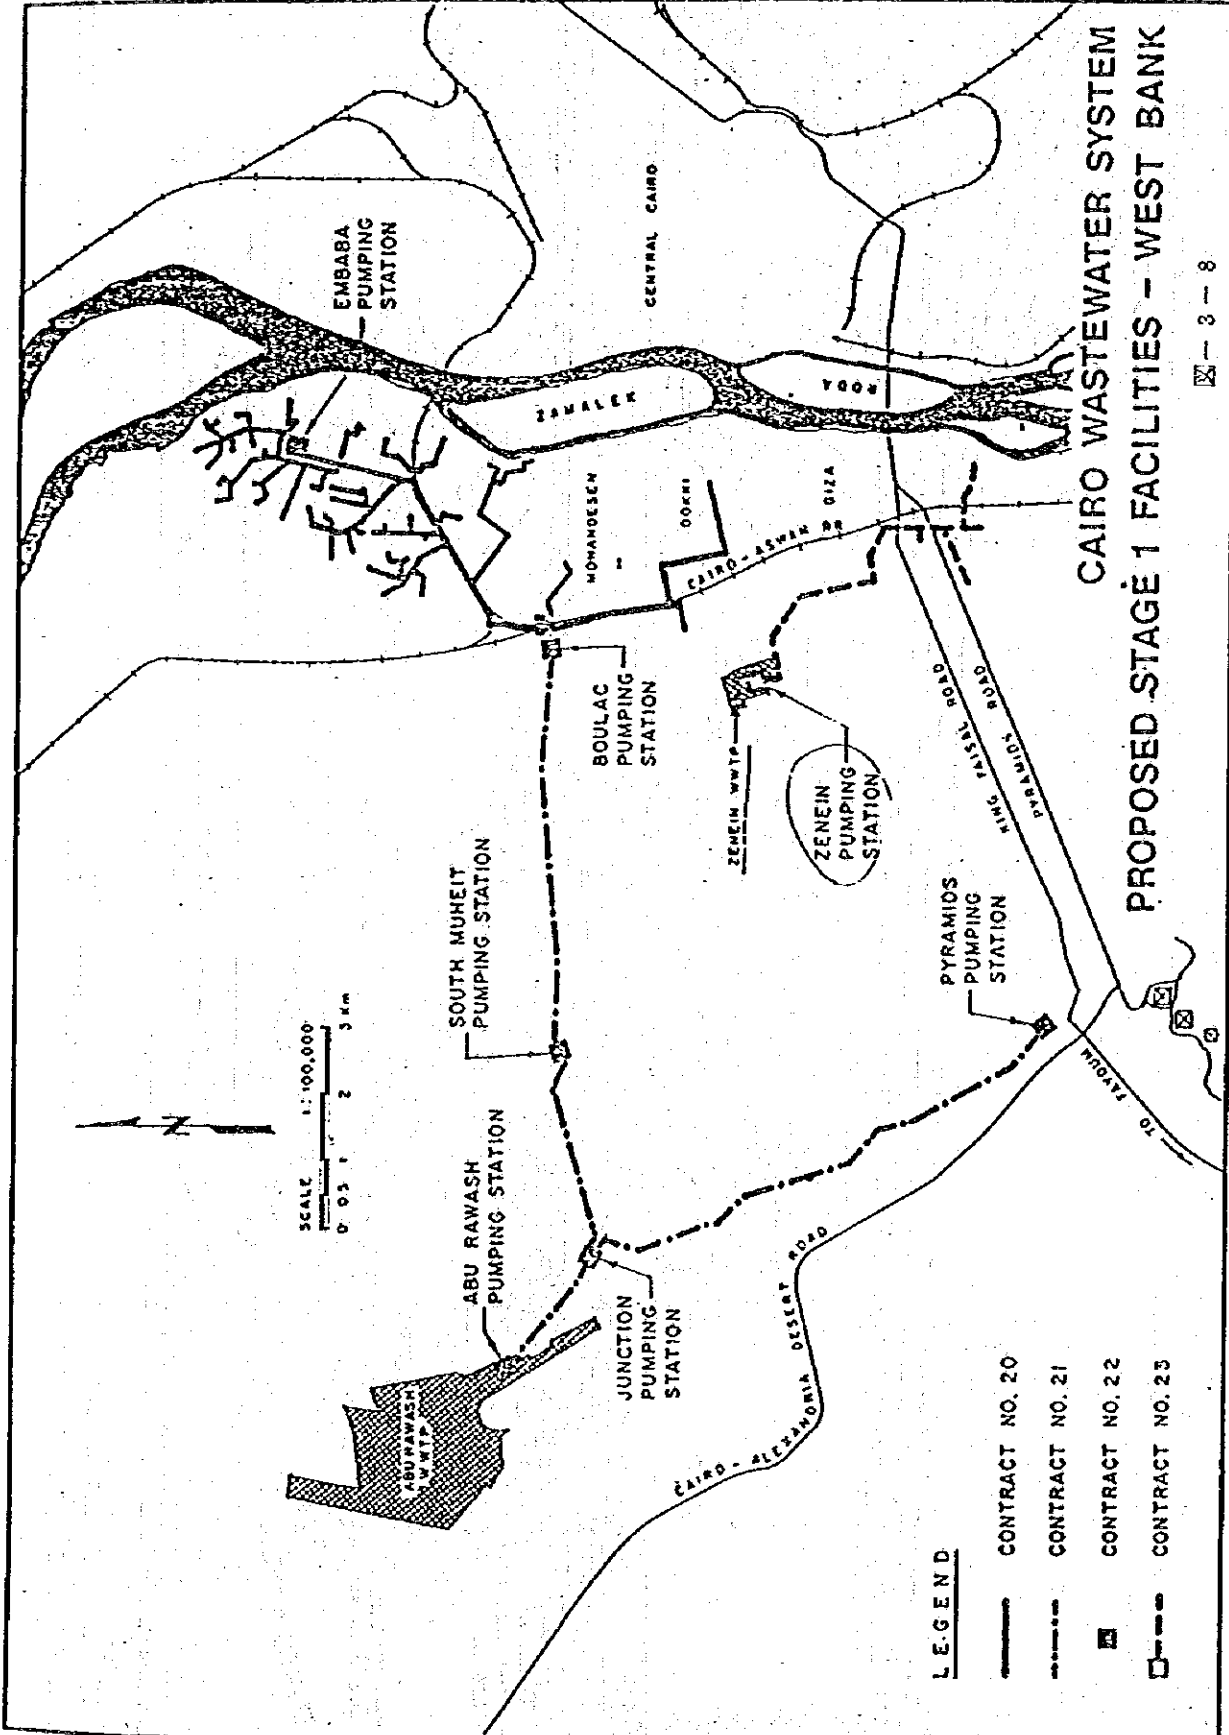 CAIRO WASTEWATER SYSTEM
PROPOSED STAGE 1 FACILITIES - WEST BANK
図-3-8
SCALE 1:100,000
0 0.5 1 2 3 Km
N
EMBABA
PUMPING
STATION
ZAMALEK
CENTRAL CAIRO
RODA
MOHANDESEN
DOKKI
GIZA
CAIRO-ASWAN RR
BOULAC
PUMPING
STATION
SOUTH MUHEIT
PUMPING STATION
ABU RAWASH
PUMPING STATION
ABU RAWASH
WWTP
JUNCTION
PUMPING
STATION
ZENEIN WWTP
ZENEIN
PUMPING
STATION
KING FAISAL ROAD
PYRAMIDS ROAD
PYRAMIDS
PUMPING
STATION
TO FAYOUM
CAIRO - ALEXANDRIA DESERT ROAD
LEGEND
CONTRACT NO. 20
CONTRACT NO. 21
CONTRACT NO. 22
CONTRACT NO. 23